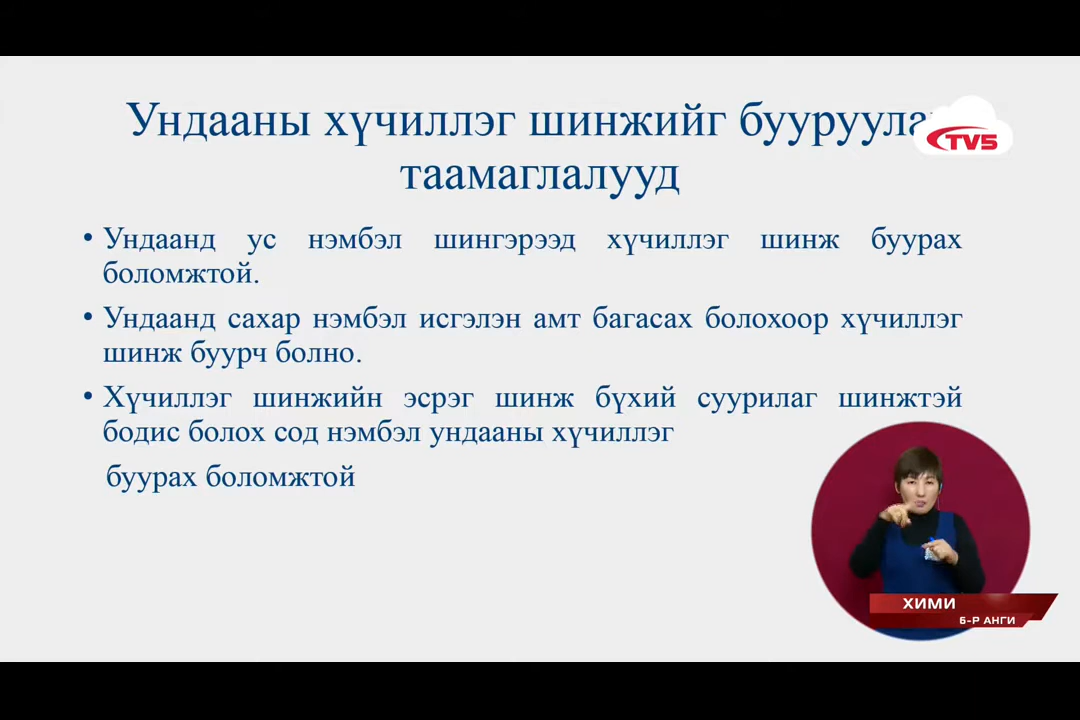 Ундааны хүчиллэг шинжийг
таамаглалууд
TV5
• Ундаанд ус нэмбэл шингэрээд хүчиллэг шинж буурах
боломжтой.
• Ундаанд сахар нэмбэл исгэлэн амт багасах болохоор хүчиллэг
шинж буурч болно.
• Хүчиллэг шинжийн эсрэг шинж бүхий суурилаг шинжтэй
бодис болох сод нэмбэл ундааны хүчиллэг
буурах боломжтой
ХИМИ
6-Р АНГИ